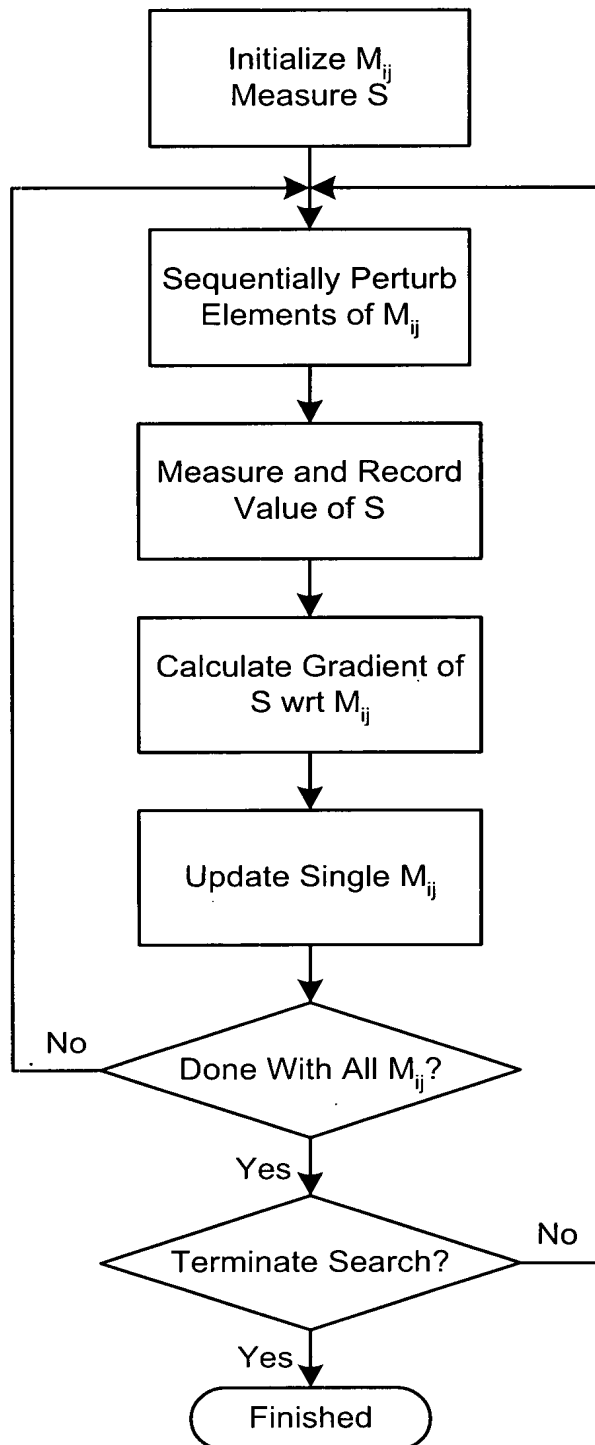 Initialize M_ij
Measure S
Sequentially Perturb
Elements of M_ij
Measure and Record
Value of S
Calculate Gradient of
S wrt M_ij
Update Single M_ij
No
Done With All M_ij?
Yes
No
Terminate Search?
Yes
Finished